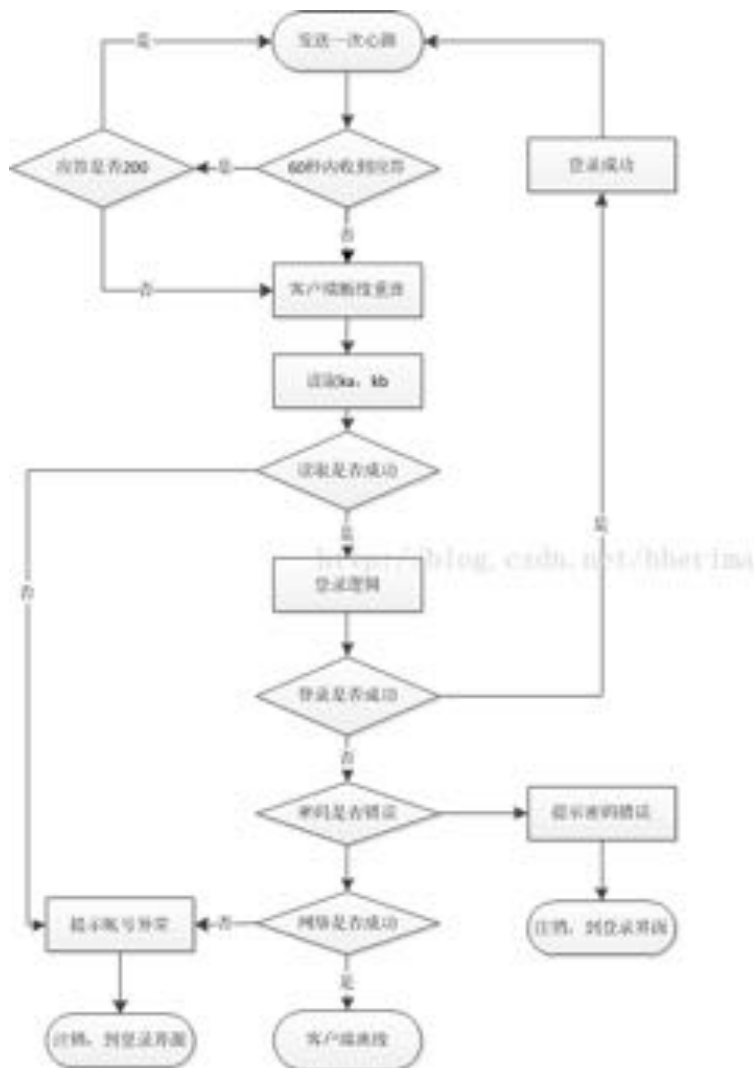 发送一次心跳
是
应答是否200
是
60秒内收到应答
登录成功
否
否
客户端断线重连
读取ka，kb
读取是否成功
是
否
是
登录逻辑
登录是否成功
否
密码是否错误
提示密码错误
提示账号异常
否
网络是否成功
注销，到登录界面
是
注销，到登录界面
客户端离线